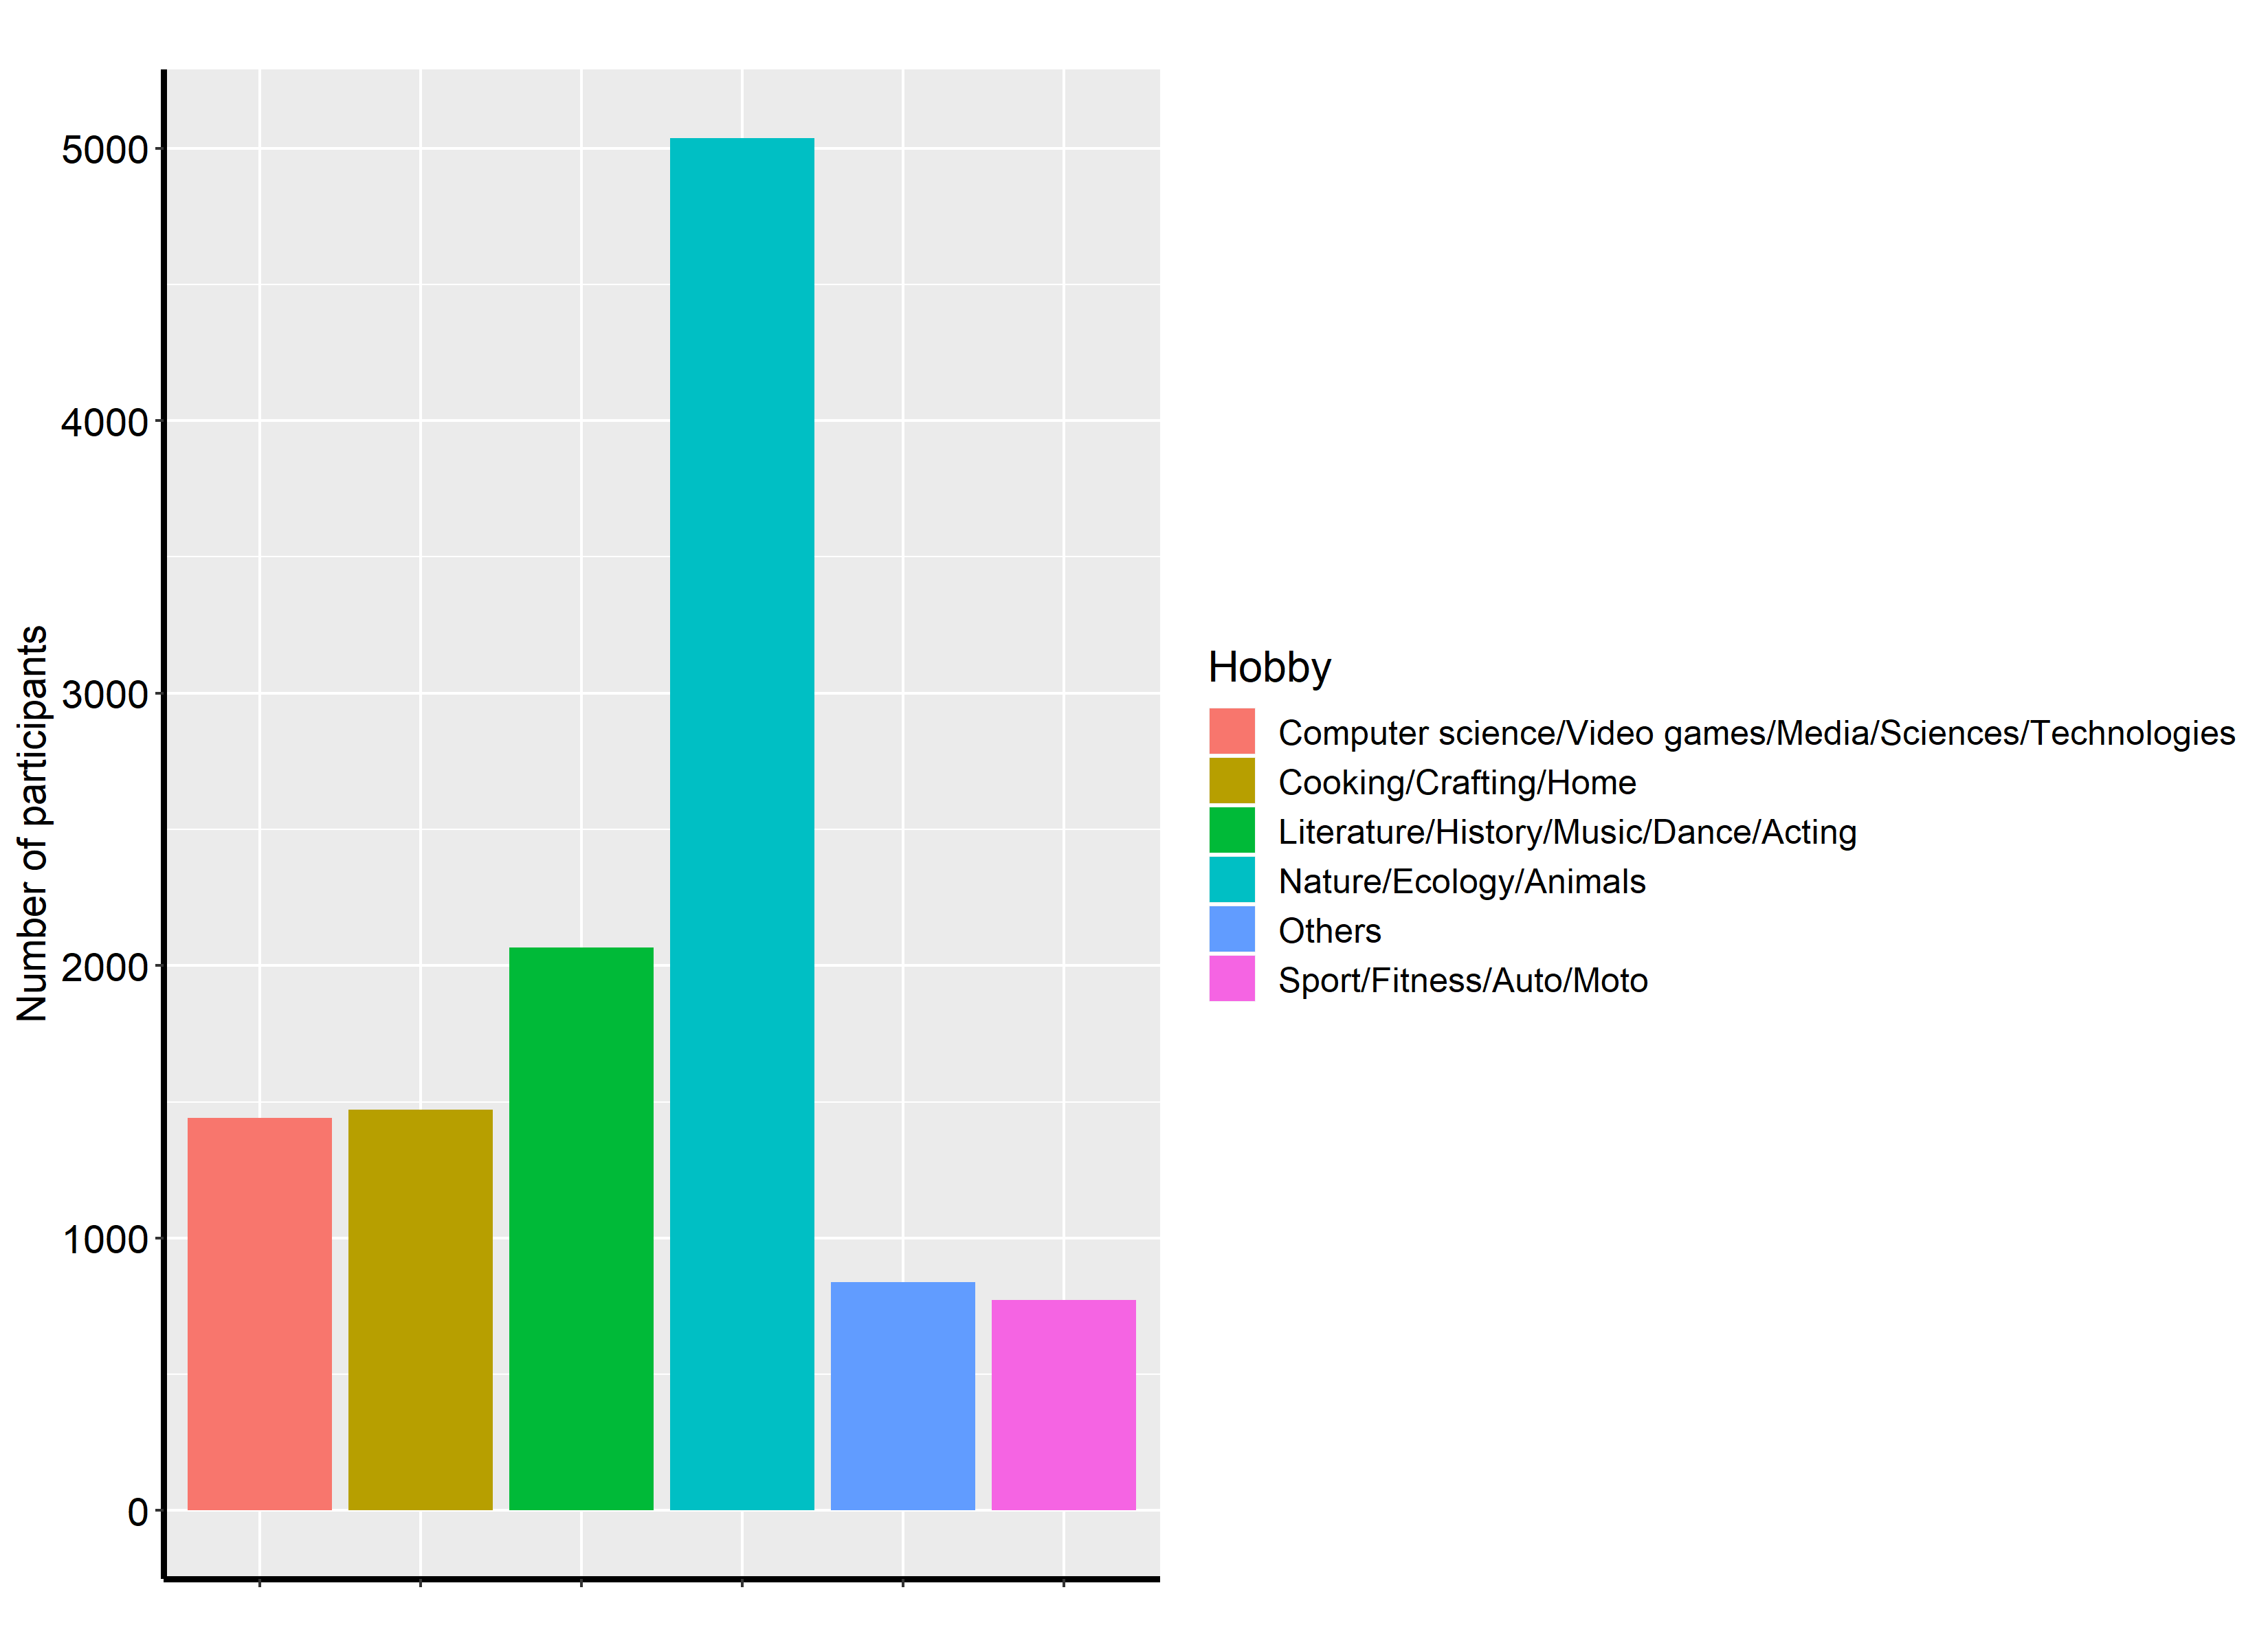 Number of participants
5000
4000
3000
2000
1000
0
Hobby
Computer science/Video games/Media/Sciences/Technologies
Cooking/Crafting/Home
Literature/History/Music/Dance/Acting
Nature/Ecology/Animals
Others
Sport/Fitness/Auto/Moto